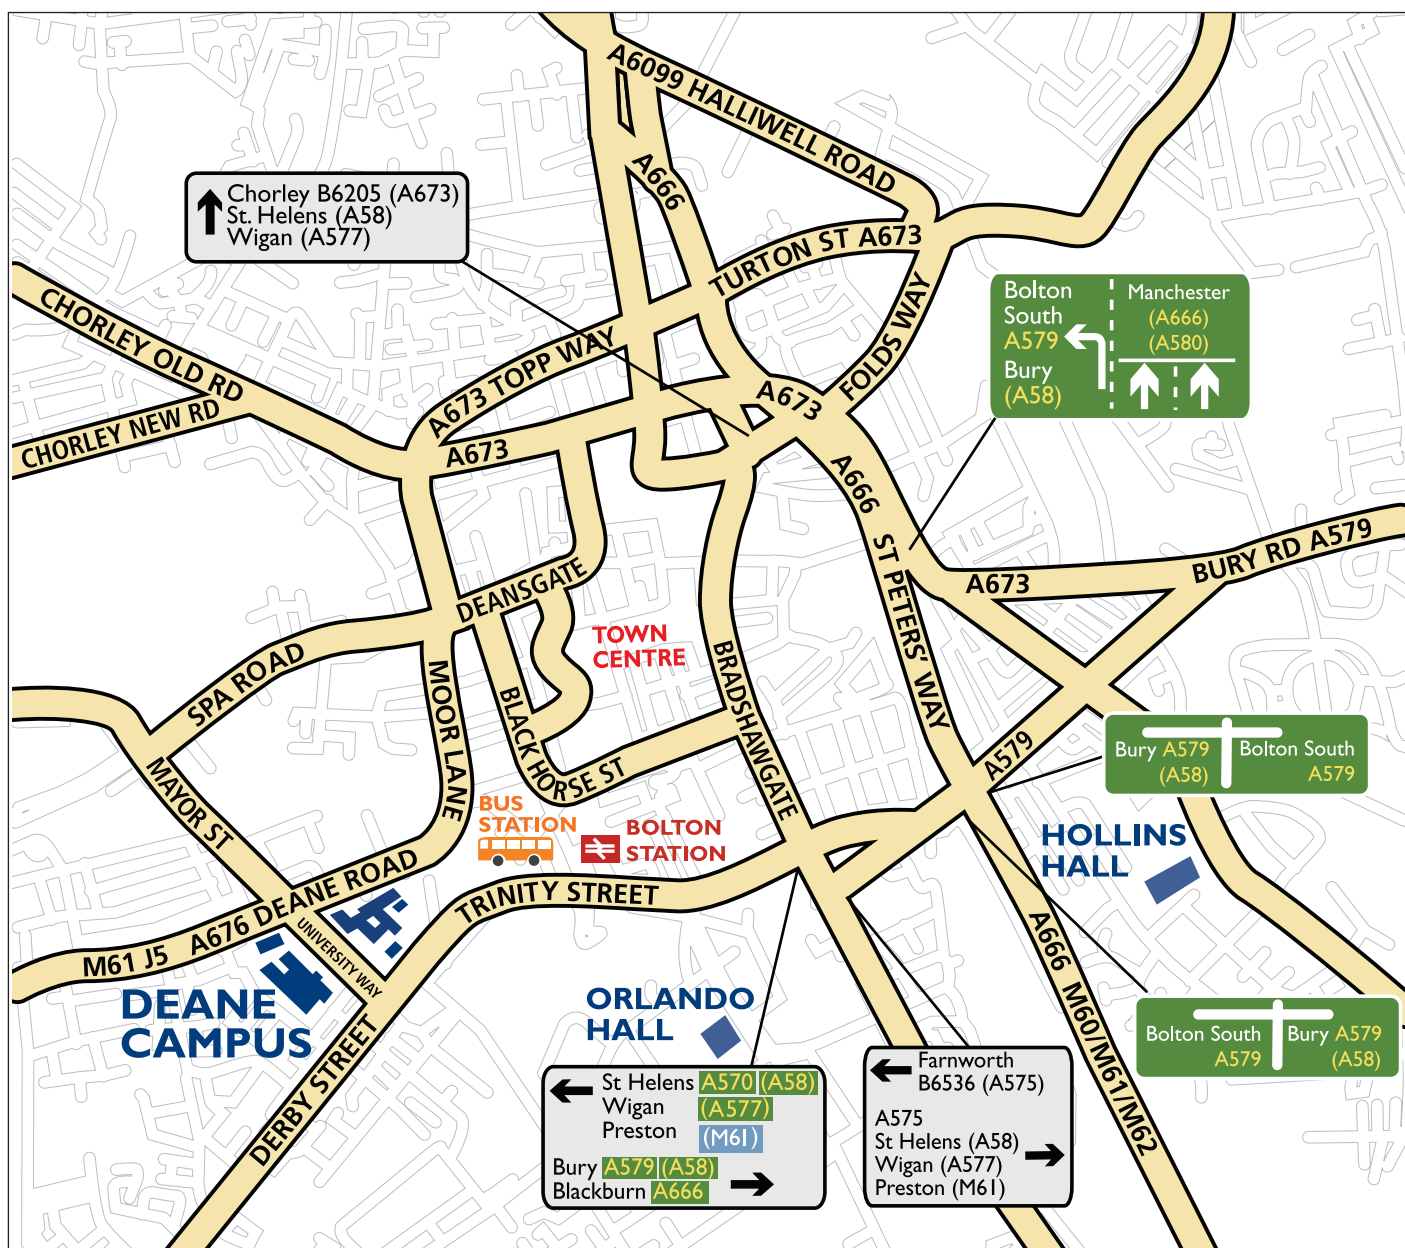 A6099 HALLIWELL ROAD
A666
Chorley B6205 (A673)
St. Helens (A58)
Wigan (A577)
TURTON ST A673
CHORLEY OLD RD
CHORLEY NEW RD
A673 TOPP WAY
A673
A673
FOLDS WAY
Bolton
South
A579
Bury
(A58)
Manchester
(A666)
(A580)
A666 ST PETERS' WAY
A673
BURY RD A579
DEANSGATE
TOWN
CENTRE
SPA ROAD
MOOR LANE
BLACK HORSE ST
BRADSHAWGATE
A579
Bury A579
(A58)
Bolton South
A579
MAYOR ST
BUS
STATION
BOLTON
STATION
HOLLINS
HALL
M61 J5 A676 DEANE ROAD
TRINITY STREET
UNIVERSITY WAY
DEANE
CAMPUS
ORLANDO
HALL
DERBY STREET
A666 M60/M61/M62
Bolton South
A579
Bury A579
(A58)
St Helens A570 (A58)
Wigan (A577)
Preston (M61)
Bury A579 (A58)
Blackburn A666
Farnworth
B6536 (A575)
A575
St Helens (A58)
Wigan (A577)
Preston (M61)